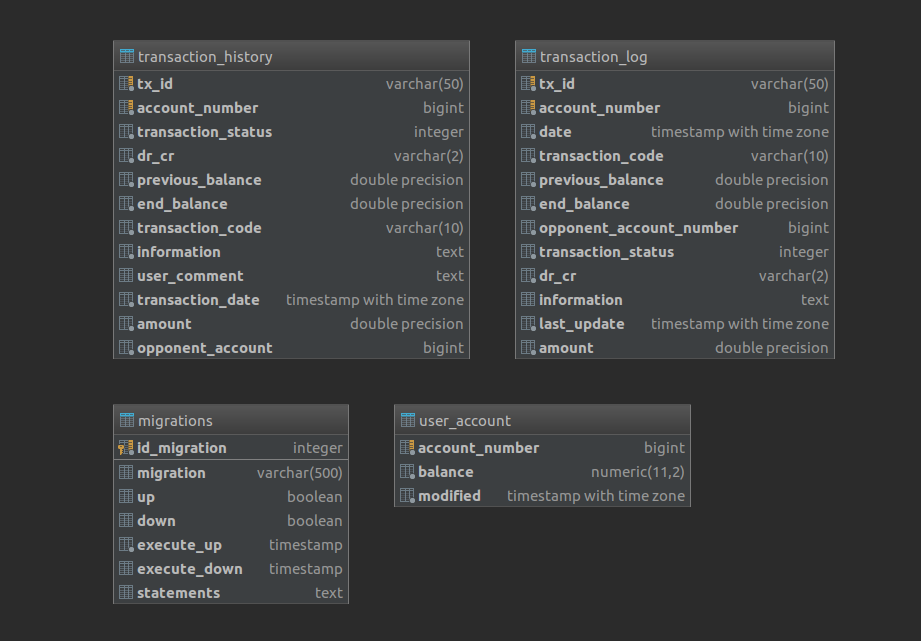 transaction_history
tx_id varchar(50)
account_number bigint
transaction_status integer
dr_cr varchar(2)
previous_balance double precision
end_balance double precision
transaction_code varchar(10)
information text
user_comment text
transaction_date timestamp with time zone
amount double precision
opponent_account bigint
transaction_log
tx_id varchar(50)
account_number bigint
date timestamp with time zone
transaction_code varchar(10)
previous_balance double precision
end_balance double precision
opponent_account_number bigint
transaction_status integer
dr_cr varchar(2)
information text
last_update timestamp with time zone
amount double precision
migrations
id_migration integer
migration varchar(500)
up boolean
down boolean
execute_up timestamp
execute_down timestamp
statements text
user_account
account_number bigint
balance numeric(11,2)
modified timestamp with time zone